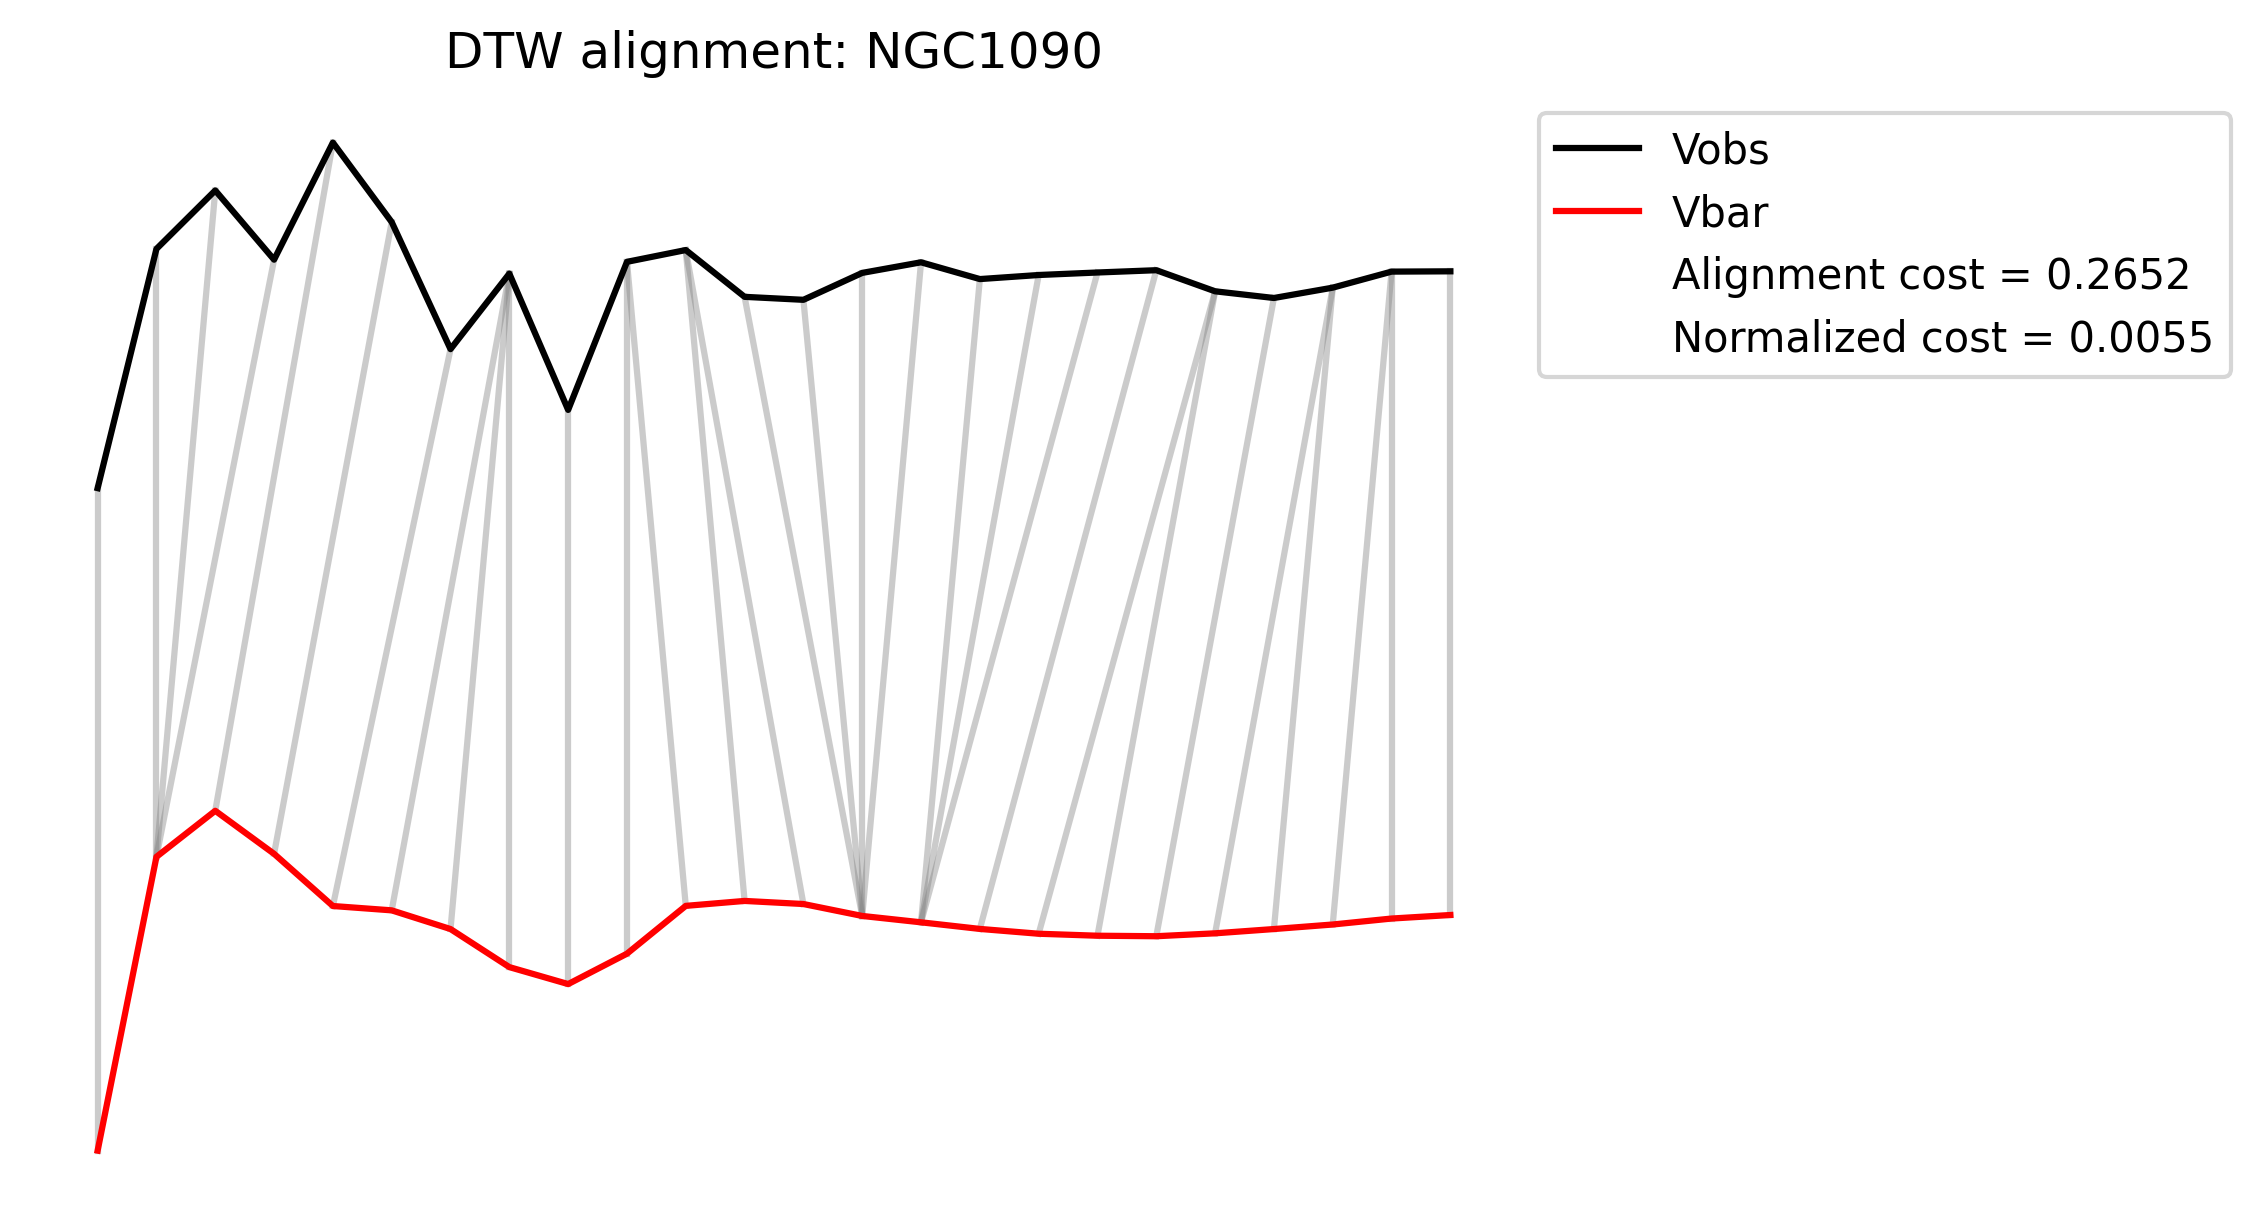 DTW alignment: NGC1090
Vobs
Vbar
Alignment cost = 0.2652
Normalized cost = 0.0055